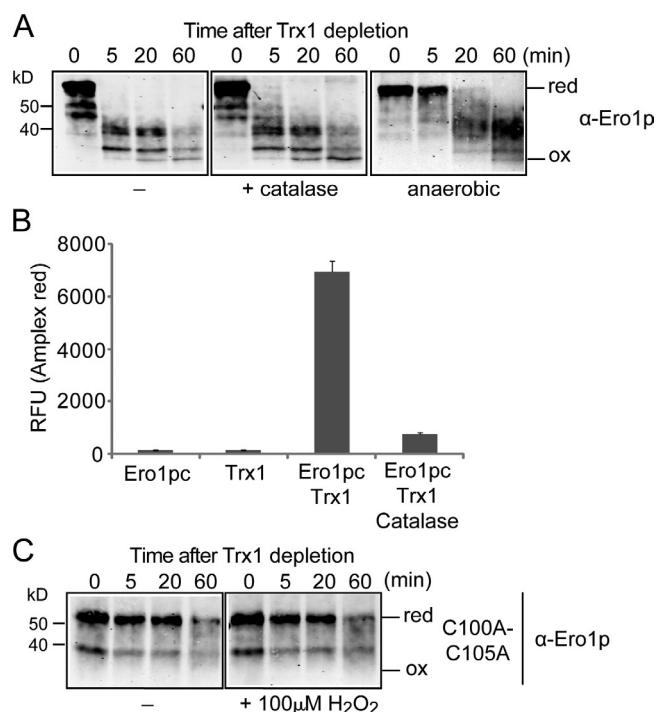 A
Time after Trx1 depletion
0 5 20 60 0 5 20 60 0 5 20 60 (min)
kD
50
40
red
ox
α-Ero1p
– + catalase anaerobic
B
RFU (Amplex red)
8000
6000
4000
2000
0
Ero1pc Trx1 Ero1pc Ero1pc
Trx1 Trx1
Catalase
C
Time after Trx1 depletion
0 5 20 60 0 5 20 60 (min)
kD
50
40
red
ox
C100A-
C105A
α-Ero1p
– + 100μM H₂O₂